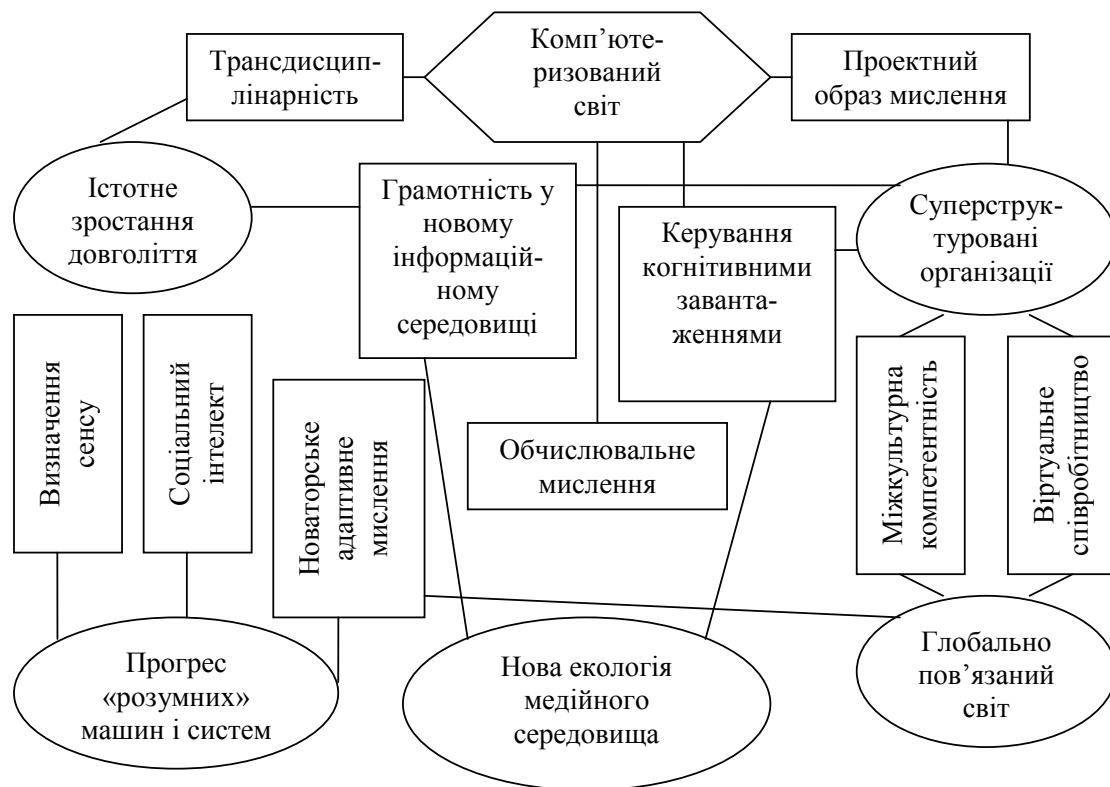 Трансдисцип-
лінарність
Комп’юте-
ризований
світ
Проектний
образ мислення
Істотне
зростання
довголіття
Грамотність у
новому
інформацій-
ному
середовищі
Керування
когнітивними
заванта-
женнями
Суперструк-
туровані
організації
Визначення
сенсу
Соціальний
інтелект
Новаторське
адаптивне
мислення
Обчислювальне
мислення
Міжкультурна
компетентність
Віртуальне
співробітництво
Прогрес
«розумних»
машин і систем
Нова екологія
медійного
середовища
Глобально
пов’язаний
світ